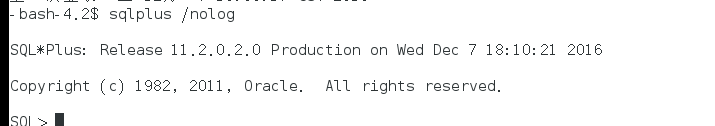 -bash-4.2$ sqlplus /nolog
SQL*Plus: Release 11.2.0.2.0 Production on Wed Dec 7 18:10:21 2016
Copyright (c) 1982, 2011, Oracle.  All rights reserved.
SQL>